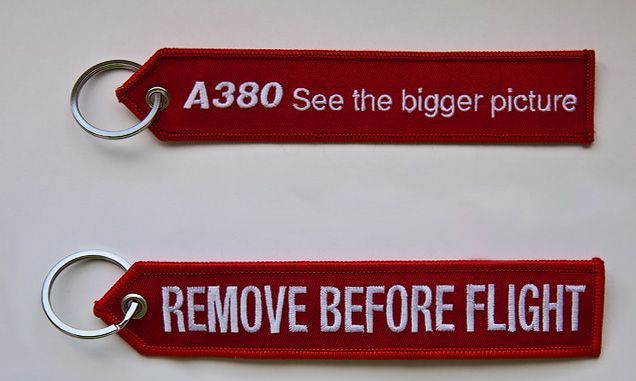 A380 See the bigger picture
REMOVE BEFORE FLIGHT